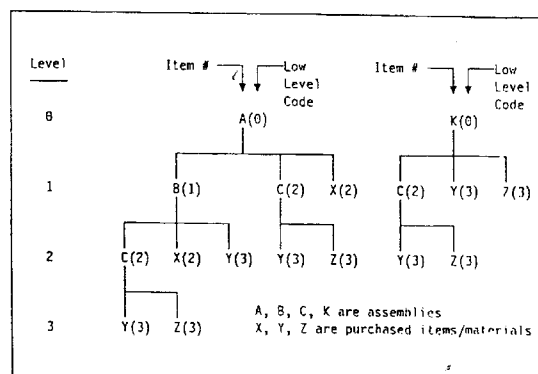 Level Item # Low Item # Low
Level Level
Code Code
0 A(0) K(0)
1 B(1) C(2) X(2) C(2) Y(3) Z(3)
2 C(2) X(2) Y(3) Y(3) Z(3) Y(3) Z(3)
A, B, C, K are assemblies
3 Y(3) Z(3) X, Y, Z are purchased items/materials